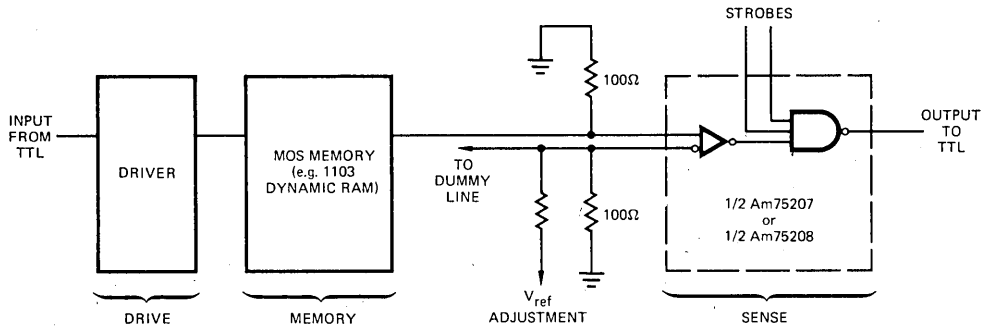 STROBES
100Ω
INPUT
FROM
TTL
DRIVER
MOS MEMORY
(e.g. 1103
DYNAMIC RAM)
TO
DUMMY
LINE
100Ω
Vref
ADJUSTMENT
1/2 Am75207
or
1/2 Am75208
OUTPUT
TO
TTL
DRIVE
MEMORY
SENSE